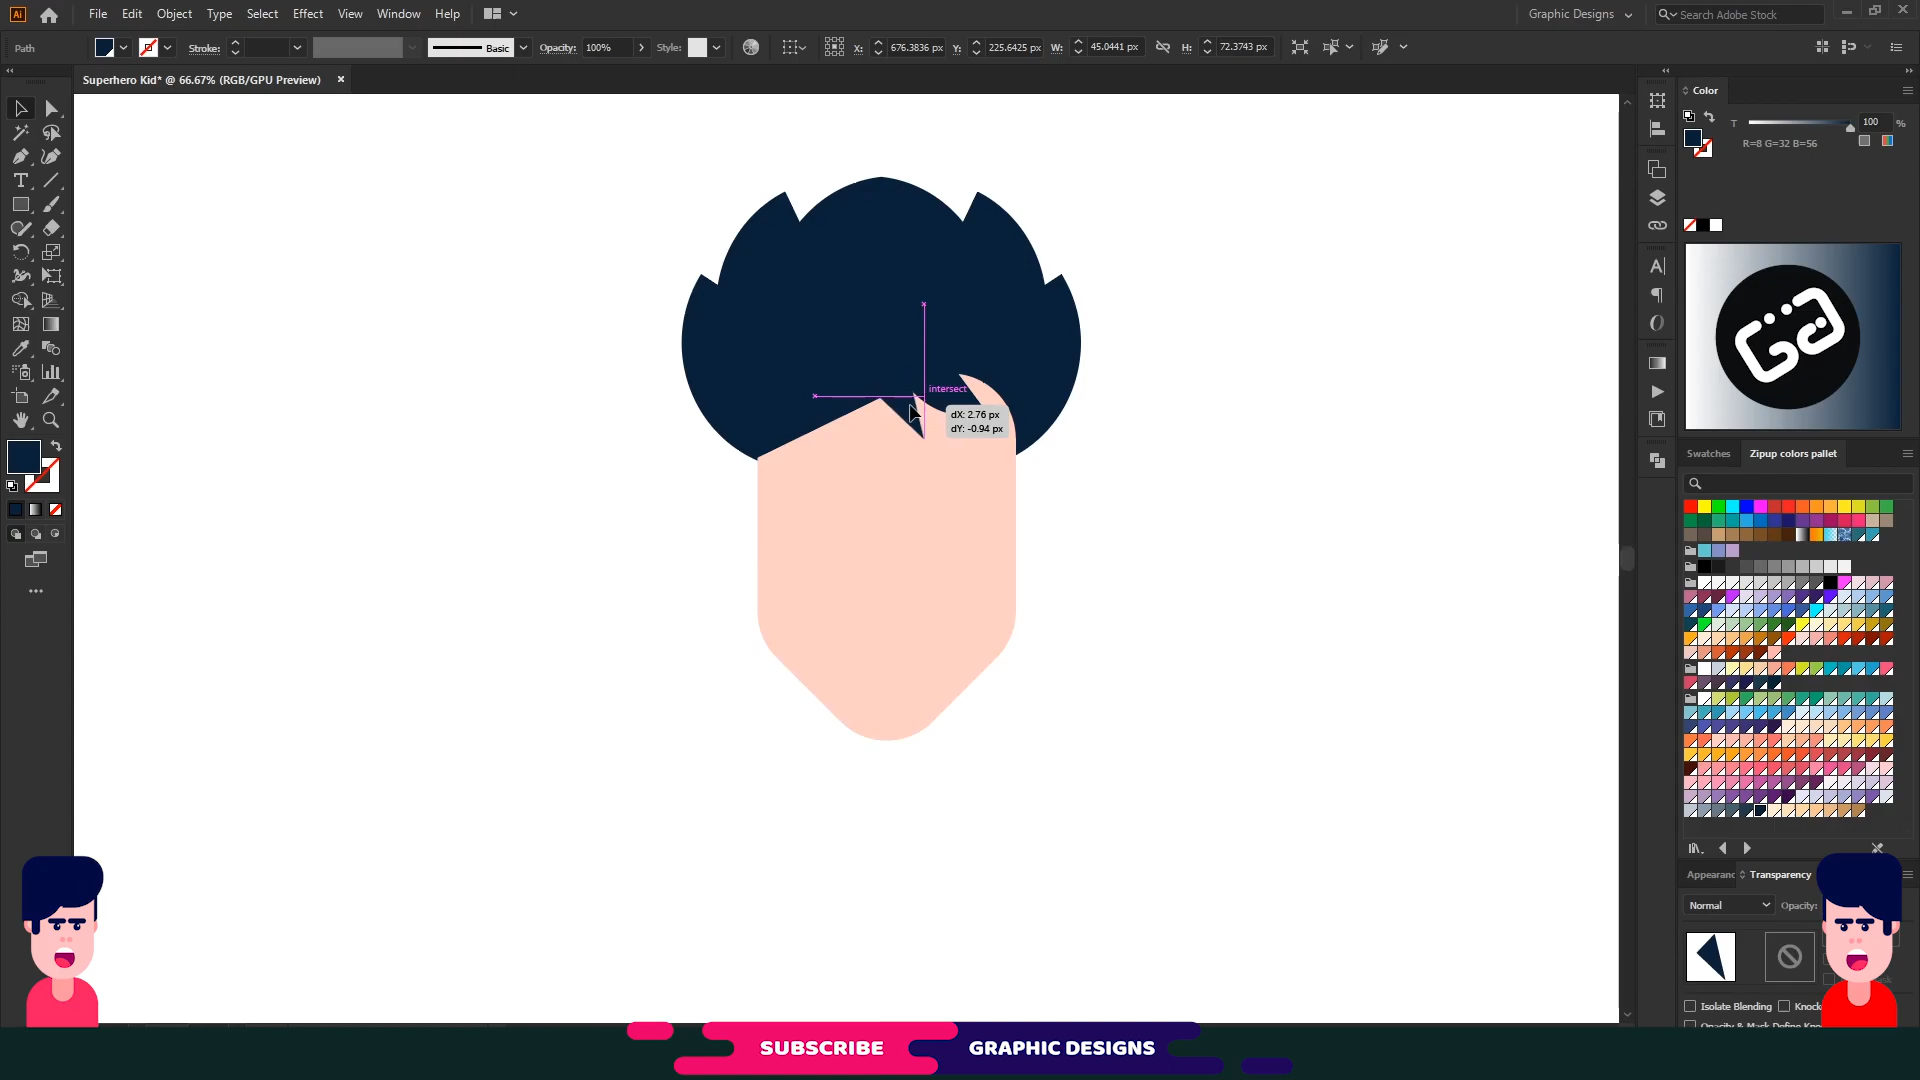 Ai File Edit Object Type Select Effect View Window Help Graphic Designs Search Adobe Stock
Path Stroke: Basic Opacity: 100% Style: X: 676.3836 px Y: 225.6425 px W: 45.0441 px H: 72.3743 px
Superhero Kid* @ 66.67% (RGB/GPU Preview) ×
Color
T 100 %
R=8 G=32 B=56
intersect
dX: 2.76 px
dY: -0.94 px
Swatches Zipup colors pallet
Appearanc Transparency
Normal Opacity:
Isolate Blending Knock
SUBSCRIBE GRAPHIC DESIGNS